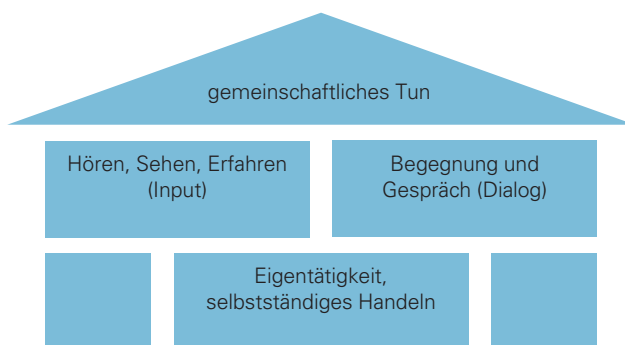 gemeinschaftliches Tun
Hören, Sehen, Erfahren
(Input)
Begegnung und
Gespräch (Dialog)
Eigentätigkeit,
selbstständiges Handeln